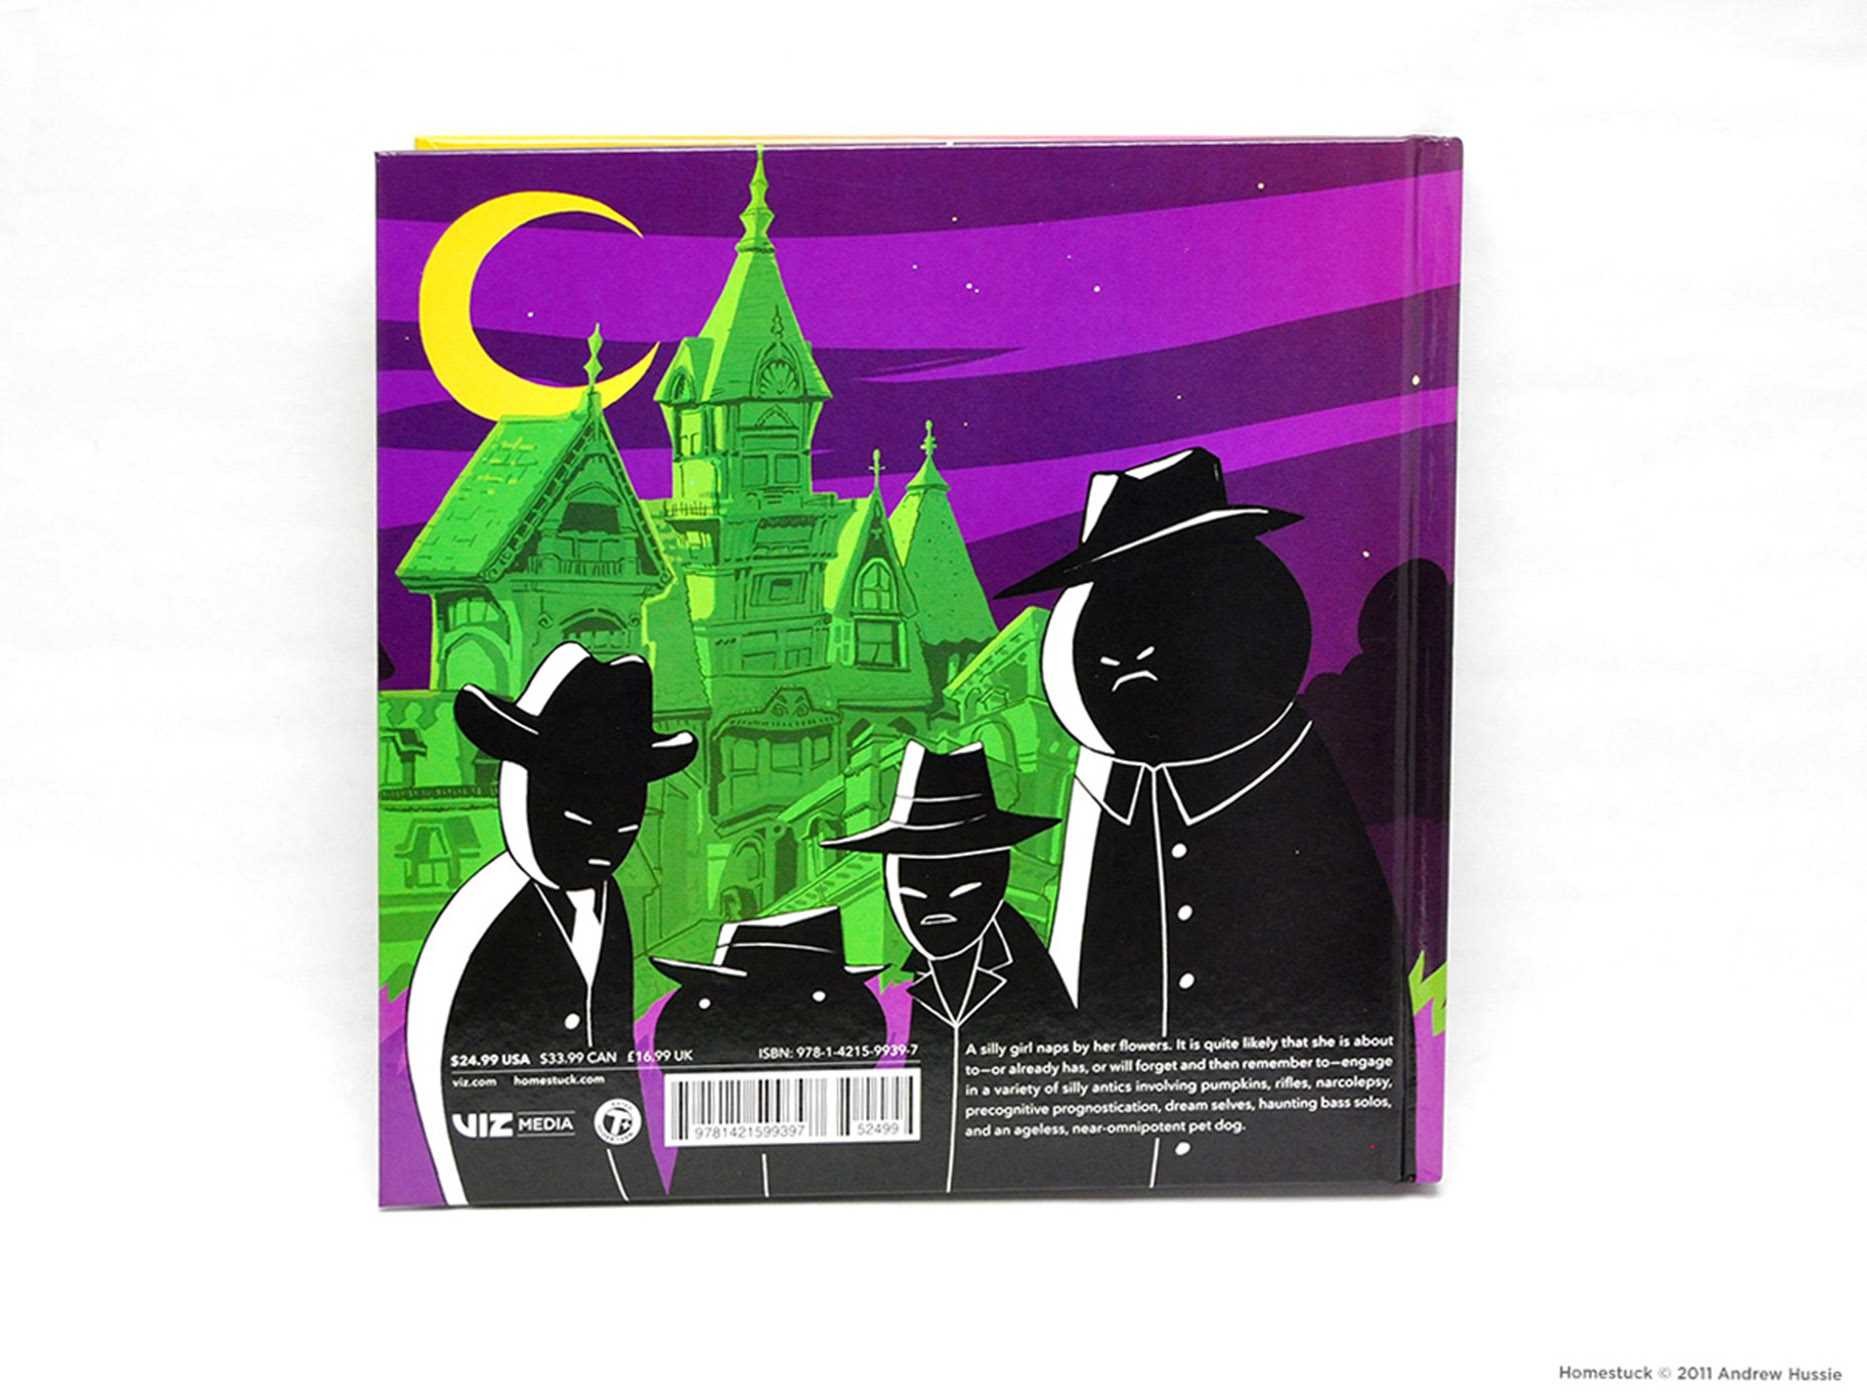 $24.99 USA $33.99 CAN £16.99 UK
ISBN: 978-1-4215-9939-7
viz.com homestuck.com
VIZ MEDIA
T+
9781421599397
52499
A silly girl naps by her flowers. It is quite likely that she is about
to—or already has, or will forget and then remember to—engage
in a variety of silly antics involving pumpkins, rifles, narcolepsy,
precognitive prognostication, dream selves, haunting bass solos,
and an ageless, near-omnipotent pet dog.
Homestuck © 2011 Andrew Hussie